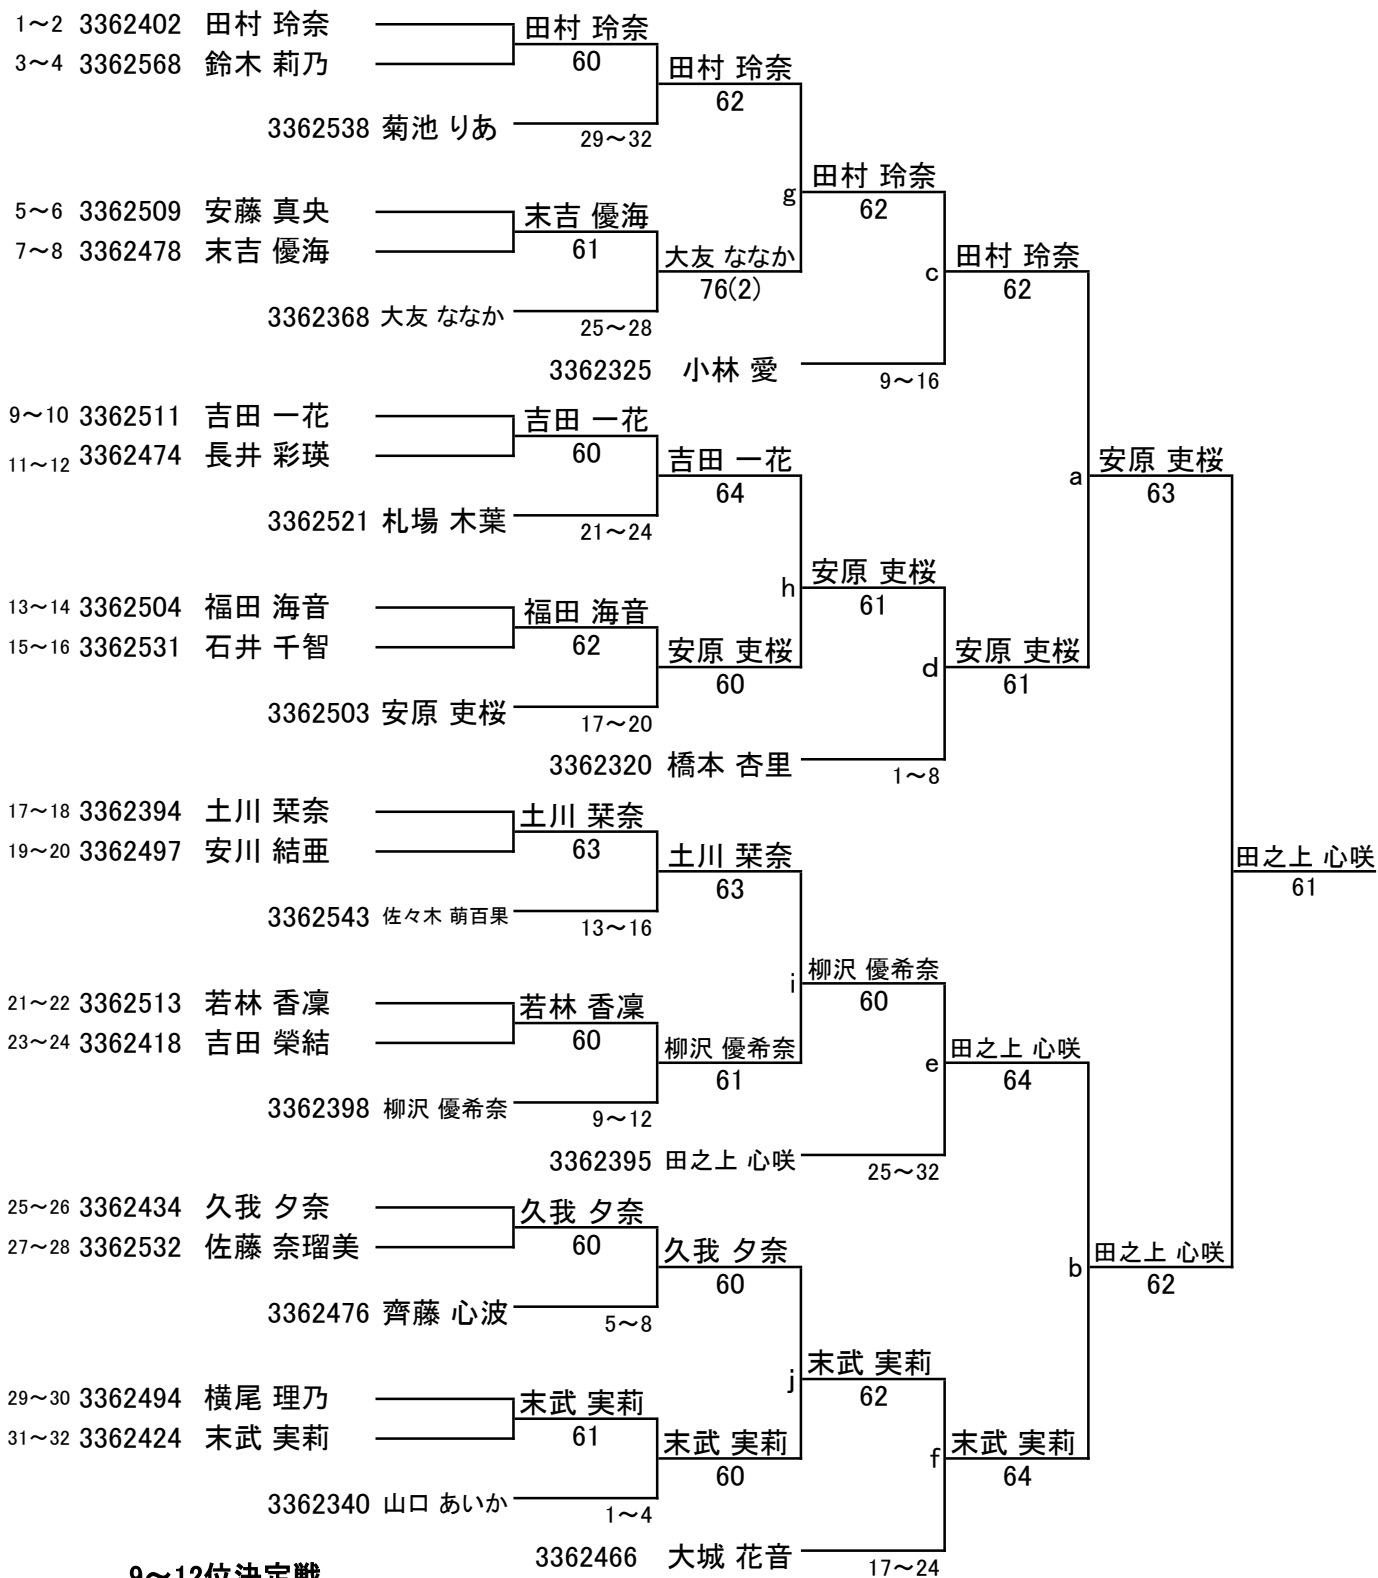 1～2 3362402 田村 玲奈
田村 玲奈
60
3～4 3362568 鈴木 莉乃
田村 玲奈
62
3362538 菊池 りあ
29～32
田村 玲奈
g
62
5～6 3362509 安藤 真央
末吉 優海
61
7～8 3362478 末吉 優海
大友 ななか
76(2)
3362368 大友 ななか
25～28
田村 玲奈
c
62
3362325 小林 愛
9～16
9～10 3362511 吉田 一花
吉田 一花
60
11～12 3362474 長井 彩瑛
吉田 一花
64
安原 吏桜
a
63
3362521 札場 木葉
21～24
安原 吏桜
h
61
13～14 3362504 福田 海音
福田 海音
62
15～16 3362531 石井 千智
安原 吏桜
60
d
安原 吏桜
61
3362503 安原 吏桜
17～20
3362320 橋本 杏里
1～8
17～18 3362394 土川 栞奈
土川 栞奈
63
19～20 3362497 安川 結亜
土川 栞奈
63
田之上 心咲
61
3362543 佐々木 萌百果
13～16
柳沢 優希奈
i
60
21～22 3362513 若林 香凜
若林 香凜
60
23～24 3362418 吉田 榮結
柳沢 優希奈
61
e
田之上 心咲
64
3362398 柳沢 優希奈
9～12
3362395 田之上 心咲
25～32
25～26 3362434 久我 夕奈
久我 夕奈
60
27～28 3362532 佐藤 奈瑠美
久我 夕奈
60
b
田之上 心咲
62
3362476 齊藤 心波
5～8
末武 実莉
j
62
29～30 3362494 横尾 理乃
末武 実莉
61
31～32 3362424 末武 実莉
末武 実莉
60
f
末武 実莉
64
3362340 山口 あいか
1～4
3362466 大城 花音
17～24
9～12位決定戦